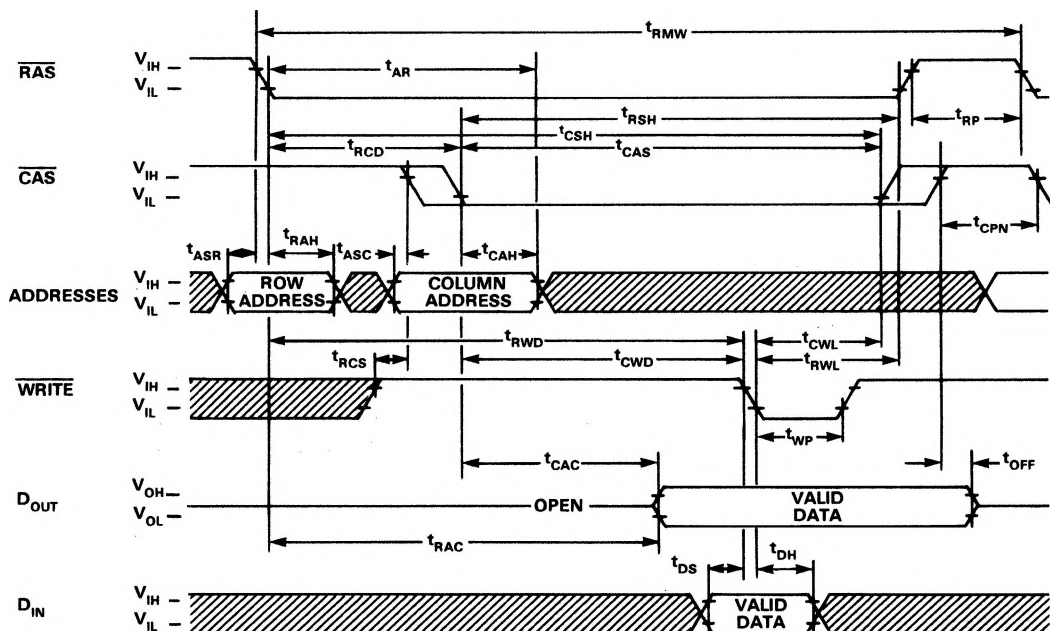 tRMW
RAS
VIH
VIL
tAR
tRSH
tRP
tCSH
tRCD
tCAS
CAS
VIH
VIL
tCPN
tASR
tRAH
tASC
tCAH
ADDRESSES
VIH
VIL
ROW
ADDRESS
COLUMN
ADDRESS
tRWD
tCWL
tRCS
tCWD
tRWL
WRITE
VIH
VIL
tWP
tCAC
tOFF
DOUT
VOH
VOL
OPEN
VALID
DATA
tRAC
tDS
tDH
DIN
VIH
VIL
VALID
DATA